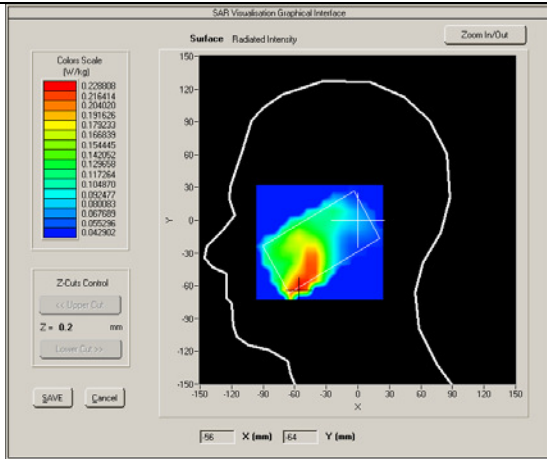 SAR Visualisation Graphical Interface
Surface Radiated Intensity
Zoom In/Out
Colors Scale
(W/kg)
0.228808
0.216414
0.204020
0.191626
0.179233
0.166839
0.154445
0.142052
0.129658
0.117264
0.104870
0.092477
0.080083
0.067689
0.055296
0.042902
Z-Cuts Control
<< Upper Cut
Z = 0.2 mm
Lower Cut >>
SAVE Cancel
150
120
90
60
30
0
-30
-60
-90
-120
-150
Y
-150 -120 -90 -60 -30 0 30 60 90 120 150
X
-56 X (mm) -64 Y (mm)